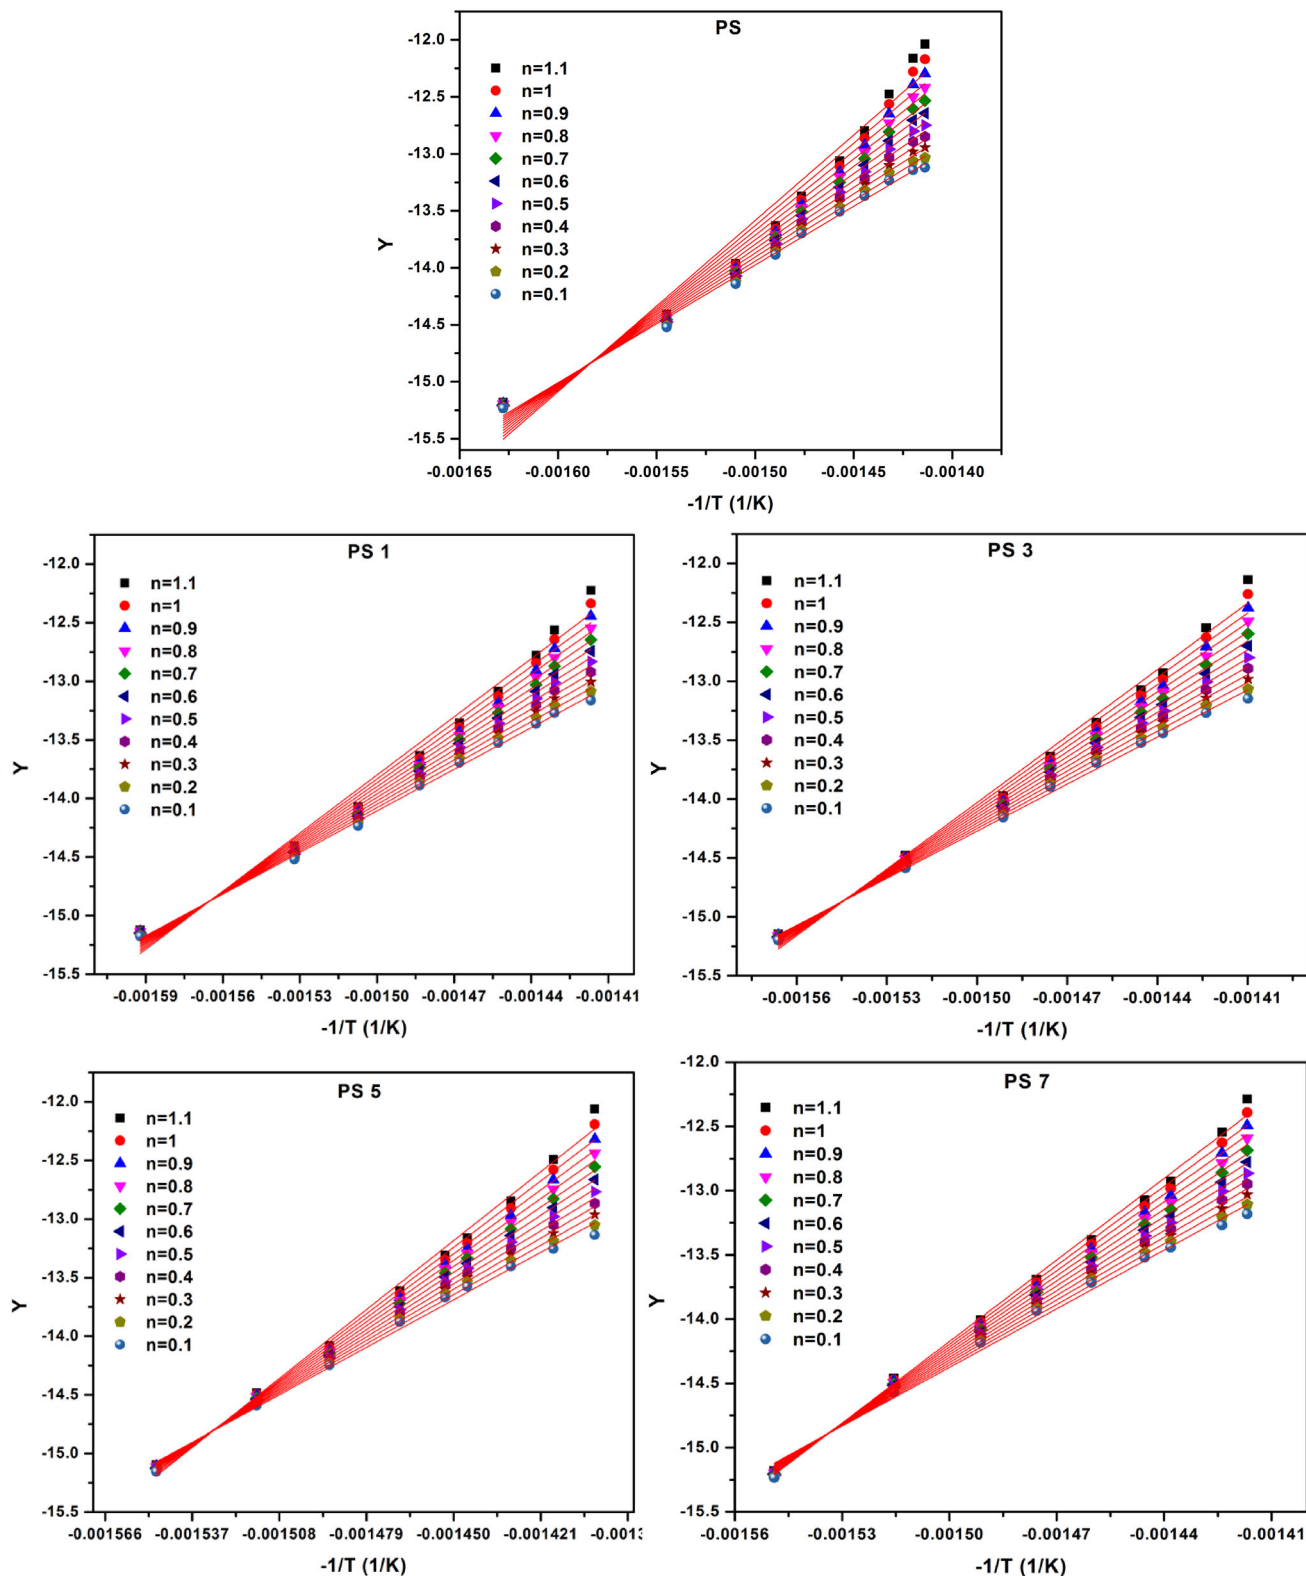 PS
-12.0
-12.5
-13.0
-13.5
-14.0
-14.5
-15.0
-15.5
Y
n=1.1
n=1
n=0.9
n=0.8
n=0.7
n=0.6
n=0.5
n=0.4
n=0.3
n=0.2
n=0.1
-0.00165 -0.00160 -0.00155 -0.00150 -0.00145 -0.00140
-1/T (1/K)
PS 1
-12.0
-12.5
-13.0
-13.5
-14.0
-14.5
-15.0
-15.5
Y
n=1.1
n=1
n=0.9
n=0.8
n=0.7
n=0.6
n=0.5
n=0.4
n=0.3
n=0.2
n=0.1
-0.00159 -0.00156 -0.00153 -0.00150 -0.00147 -0.00144 -0.00141
-1/T (1/K)
PS 3
-12.0
-12.5
-13.0
-13.5
-14.0
-14.5
-15.0
-15.5
Y
n=1.1
n=1
n=0.9
n=0.8
n=0.7
n=0.6
n=0.5
n=0.4
n=0.3
n=0.2
n=0.1
-0.00156 -0.00153 -0.00150 -0.00147 -0.00144 -0.00141
-1/T (1/K)
PS 5
-12.0
-12.5
-13.0
-13.5
-14.0
-14.5
-15.0
-15.5
Y
n=1.1
n=1
n=0.9
n=0.8
n=0.7
n=0.6
n=0.5
n=0.4
n=0.3
n=0.2
n=0.1
-0.001566 -0.001537 -0.001508 -0.001479 -0.001450 -0.001421
-1/T (1/K)
PS 7
-12.0
-12.5
-13.0
-13.5
-14.0
-14.5
-15.0
-15.5
Y
n=1.1
n=1
n=0.9
n=0.8
n=0.7
n=0.6
n=0.5
n=0.4
n=0.3
n=0.2
n=0.1
-0.00156 -0.00153 -0.00150 -0.00147 -0.00144 -0.00141
-1/T (1/K)